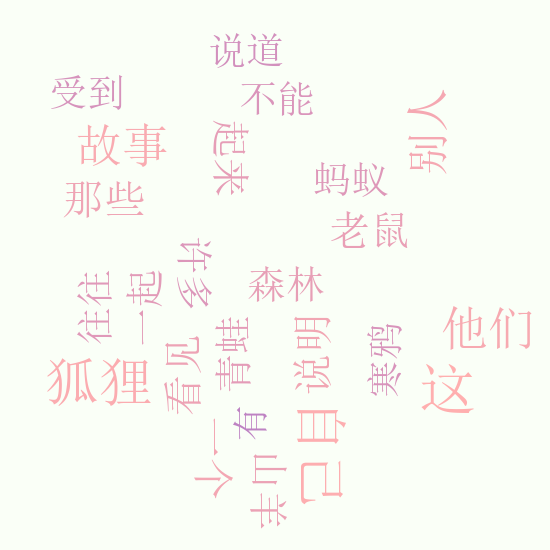 说道
受到
不能
别人
故事
起来
蚂蚁
那些
老鼠
许多
森林
往往
一起
他们
青蛙
说明
寒鸦
看见
狐狸
这
有
自己
一个
山羊